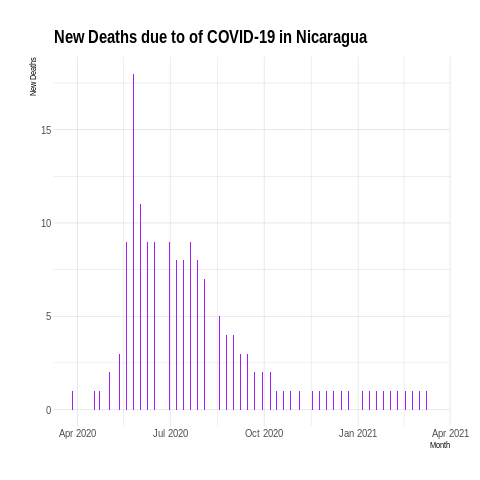 New Deaths due to of COVID-19 in Nicaragua
New Deaths
15
10
5
0
Apr 2020 Jul 2020 Oct 2020 Jan 2021 Apr 2021
Month